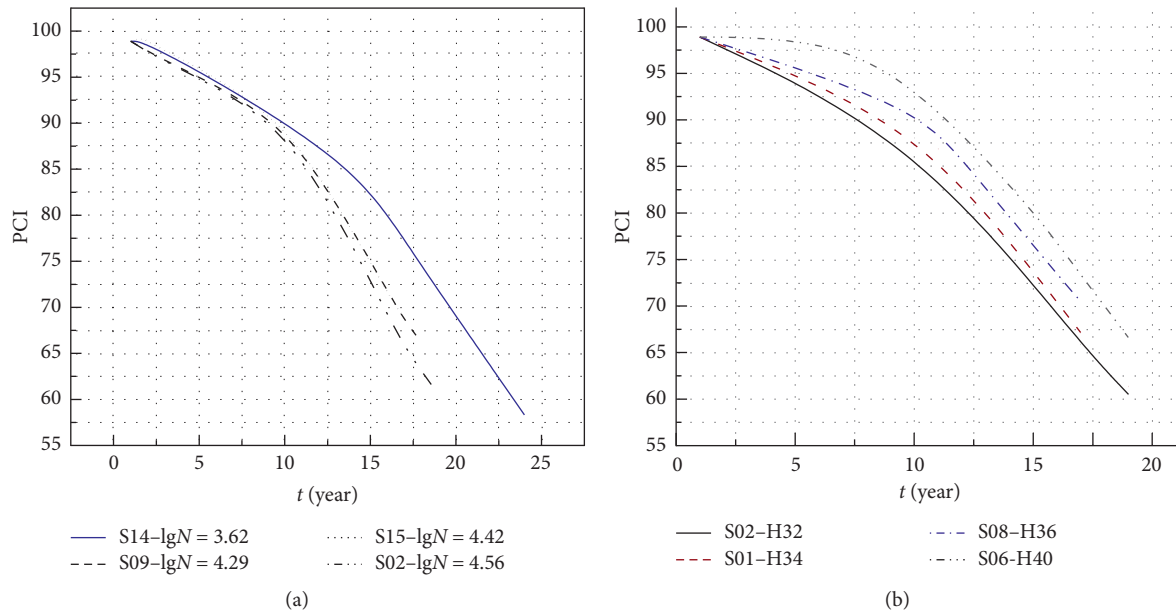 100
95
90
85
80
75
70
65
60
55
PCI
0 5 10 15 20 25
t (year)
S14–lgN = 3.62
S15–lgN = 4.42
S09–lgN = 4.29
S02–lgN = 4.56
(a)
100
95
90
85
80
75
70
65
60
55
PCI
0 5 10 15 20
t (year)
S02–H32
S08–H36
S01–H34
S06-H40
(b)